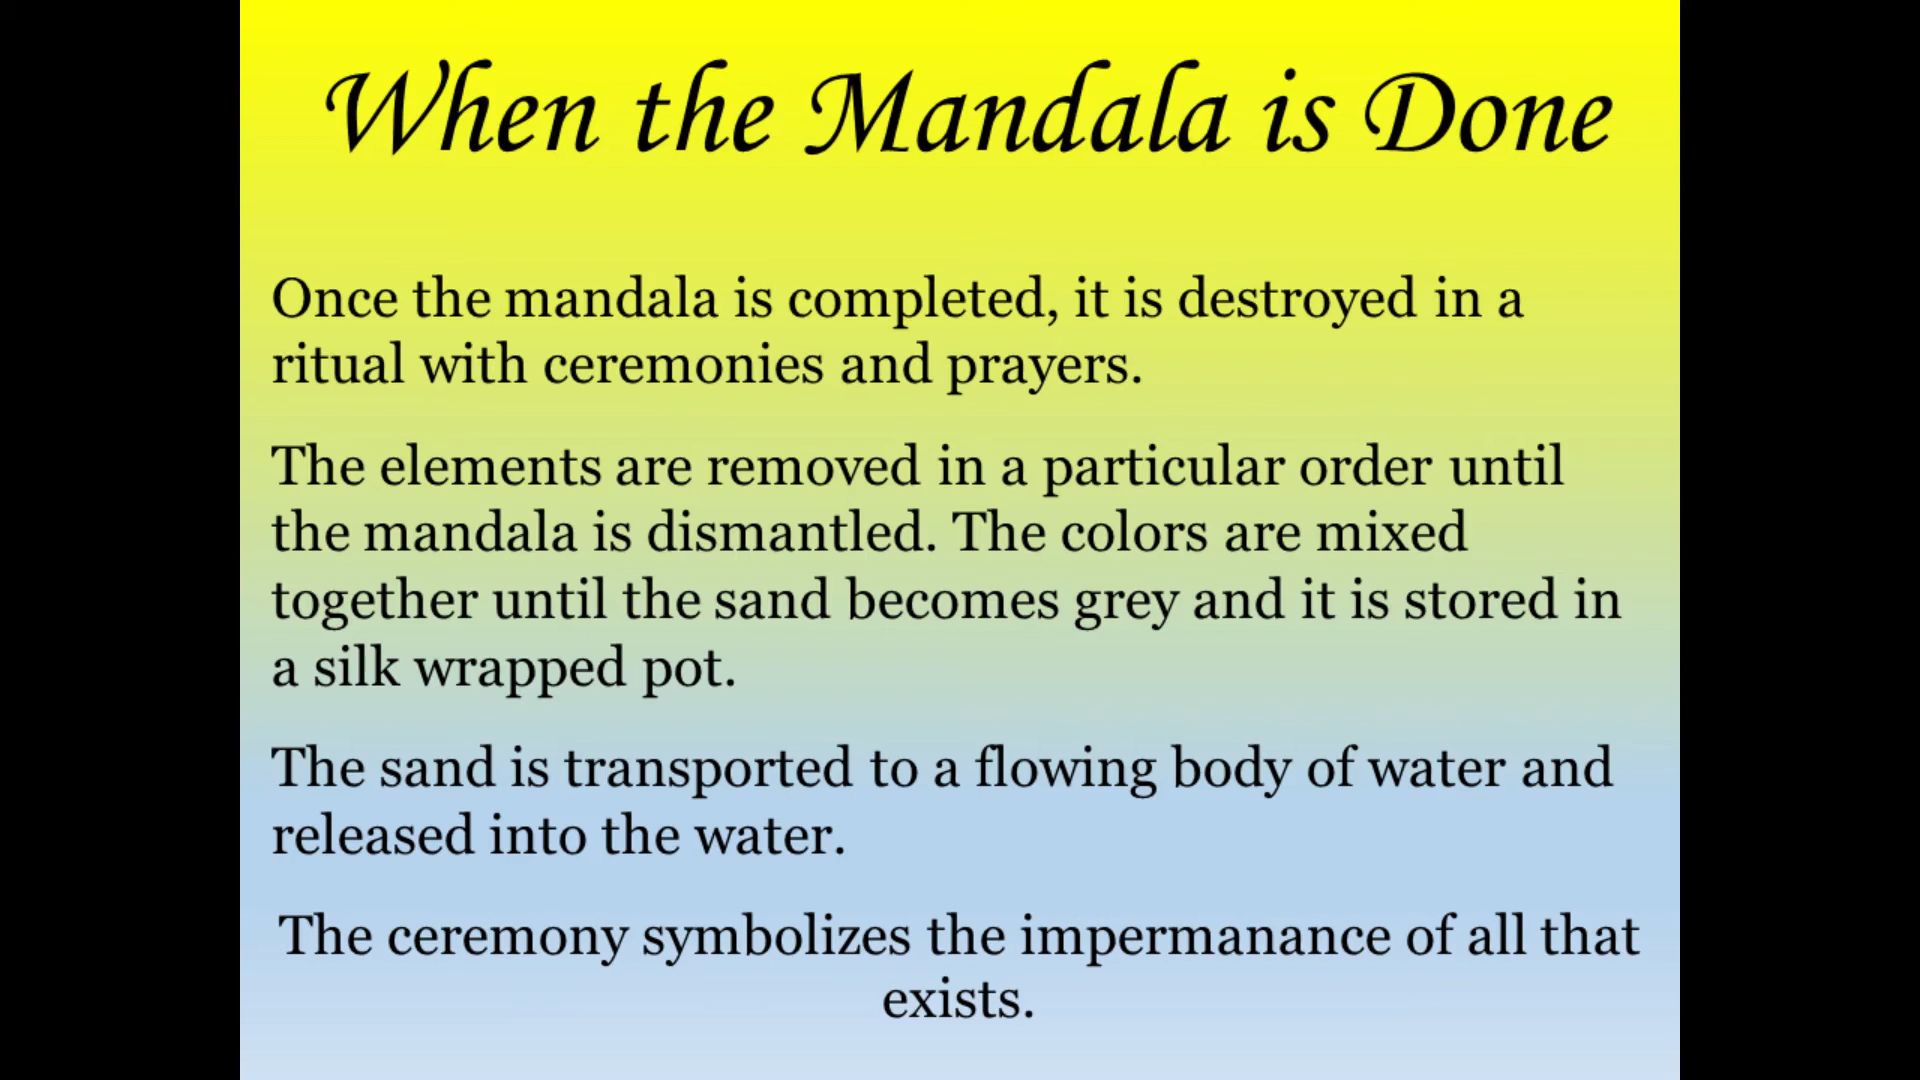 When the Mandala is Done
Once the mandala is completed, it is destroyed in a
ritual with ceremonies and prayers.
The elements are removed in a particular order until
the mandala is dismantled. The colors are mixed
together until the sand becomes grey and it is stored in
a silk wrapped pot.
The sand is transported to a flowing body of water and
released into the water.
The ceremony symbolizes the impermanance of all that
exists.